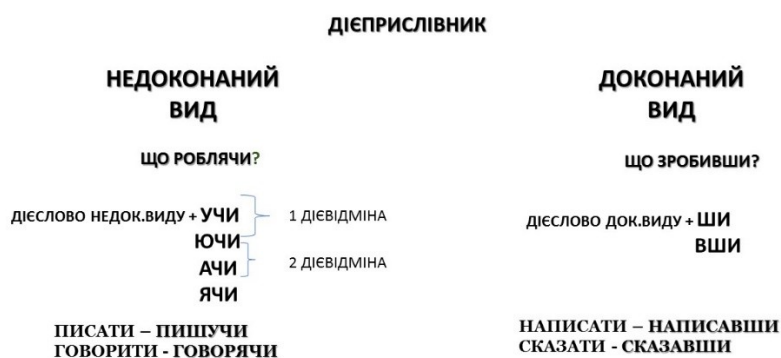 ДІЄПРИСЛІВНИК
НЕДОКОНАНИЙ
ВИД
ЩО РОБЛЯЧИ?
ДІЄСЛОВО НЕДОК.ВИДУ + УЧИ
1 ДІЄВІДМІНА
ЮЧИ
АЧИ
2 ДІЄВІДМІНА
ЯЧИ
ПИСАТИ – ПИШУЧИ
ГОВОРИТИ - ГОВОРЯЧИ
ДОКОНАНИЙ
ВИД
ЩО ЗРОБИВШИ?
ДІЄСЛОВО ДОК.ВИДУ + ШИ
ВШИ
НАПИСАТИ – НАПИСАВШИ
СКАЗАТИ - СКАЗАВШИ